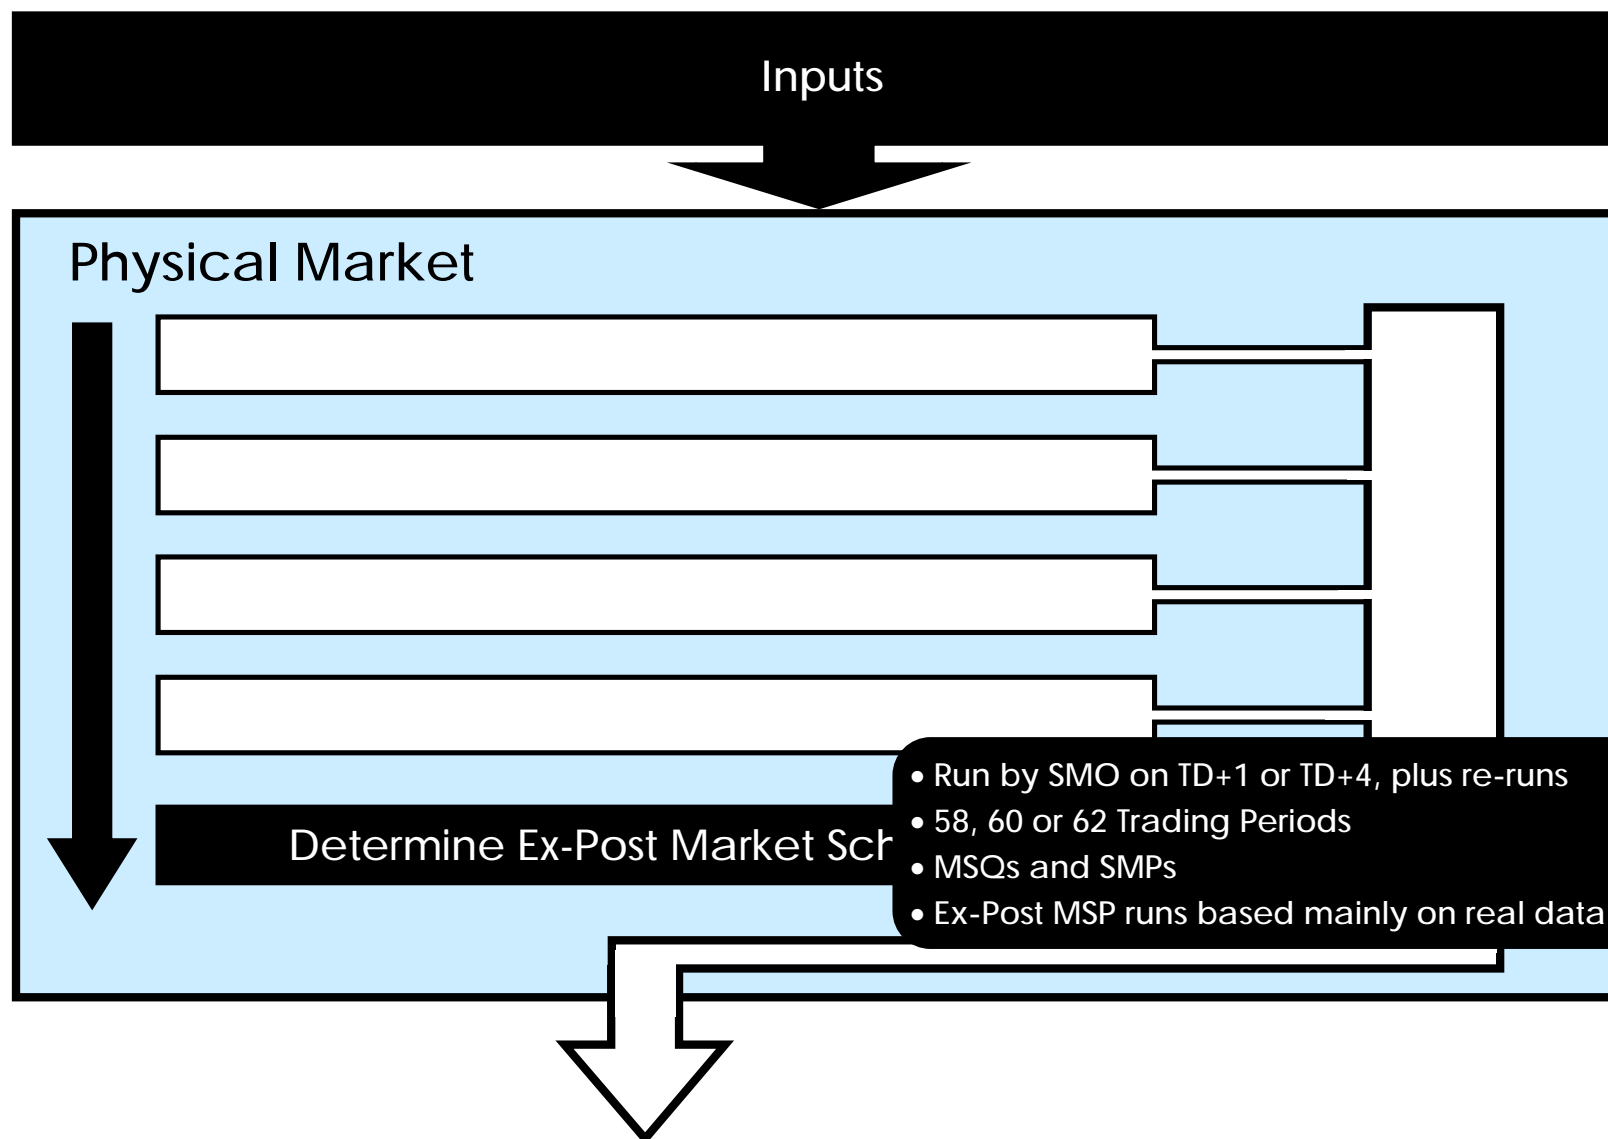 Inputs
Physical Market
• Run by SMO on TD+1 or TD+4, plus re-runs
• 58, 60 or 62 Trading Periods
Determine Ex-Post Market Sch
• MSQs and SMPs
• Ex-Post MSP runs based mainly on real data